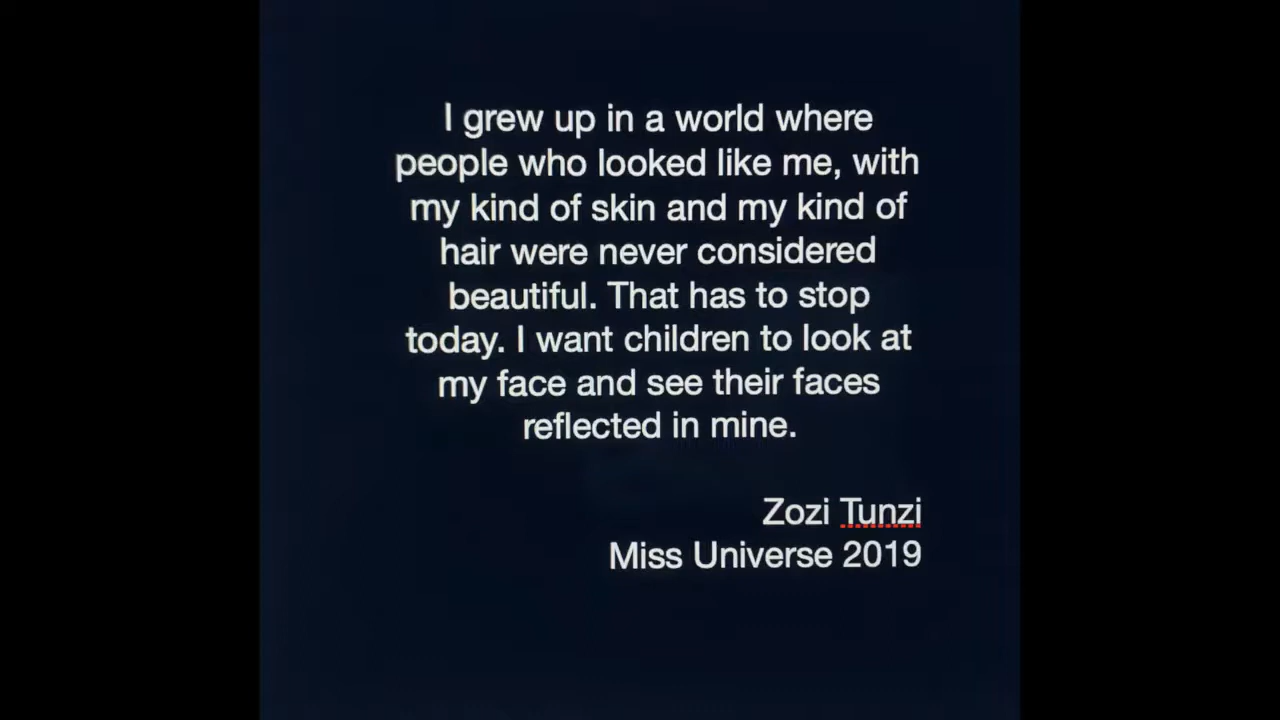 I grew up in a world where
people who looked like me, with
my kind of skin and my kind of
hair were never considered
beautiful. That has to stop
today. I want children to look at
my face and see their faces
reflected in mine.
Zozi Tunzi
Miss Universe 2019